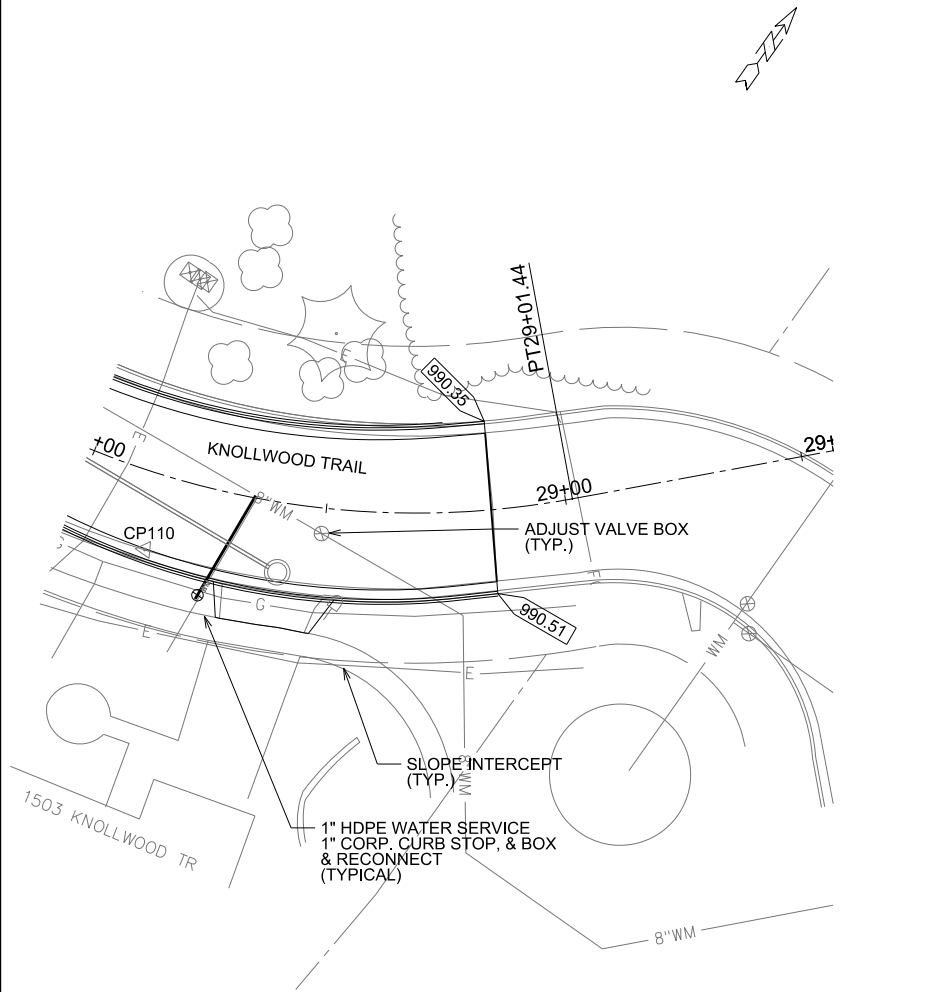 PT29+01.44
E
990.35
29+
E
+00
KNOLLWOOD TRAIL
8"WM
29+00
ADJUST VALVE BOX
(TYP.)
CP110
G
990.51
E
E
WM
SLOPE INTERCEPT
(TYP.)
8"WM
1503 KNOLLWOOD TR
1" HDPE WATER SERVICE
1" CORP. CURB STOP, & BOX
& RECONNECT
(TYPICAL)
8"WM